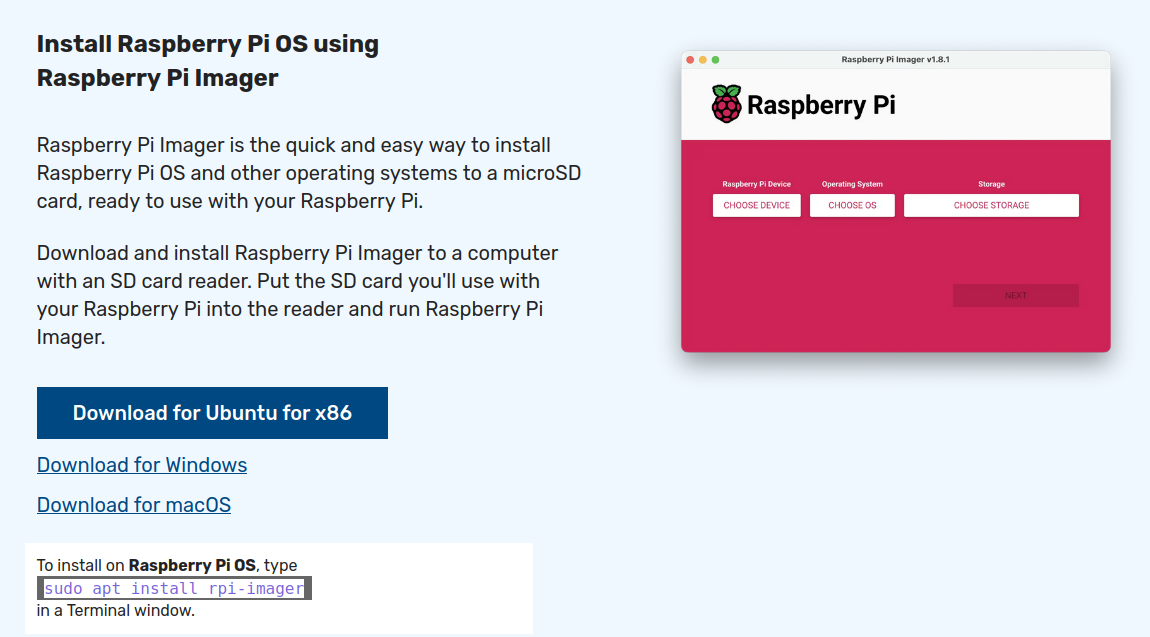 Install Raspberry Pi OS using
Raspberry Pi Imager
Raspberry Pi Imager is the quick and easy way to install
Raspberry Pi OS and other operating systems to a microSD
card, ready to use with your Raspberry Pi.
Download and install Raspberry Pi Imager to a computer
with an SD card reader. Put the SD card you'll use with
your Raspberry Pi into the reader and run Raspberry Pi
Imager.
Download for Ubuntu for x86
Download for Windows
Download for macOS
To install on Raspberry Pi OS, type
sudo apt install rpi-imager
in a Terminal window.
Raspberry Pi Imager v1.8.1
Raspberry Pi
Raspberry Pi Device Operating System Storage
CHOOSE DEVICE CHOOSE OS CHOOSE STORAGE
NEXT